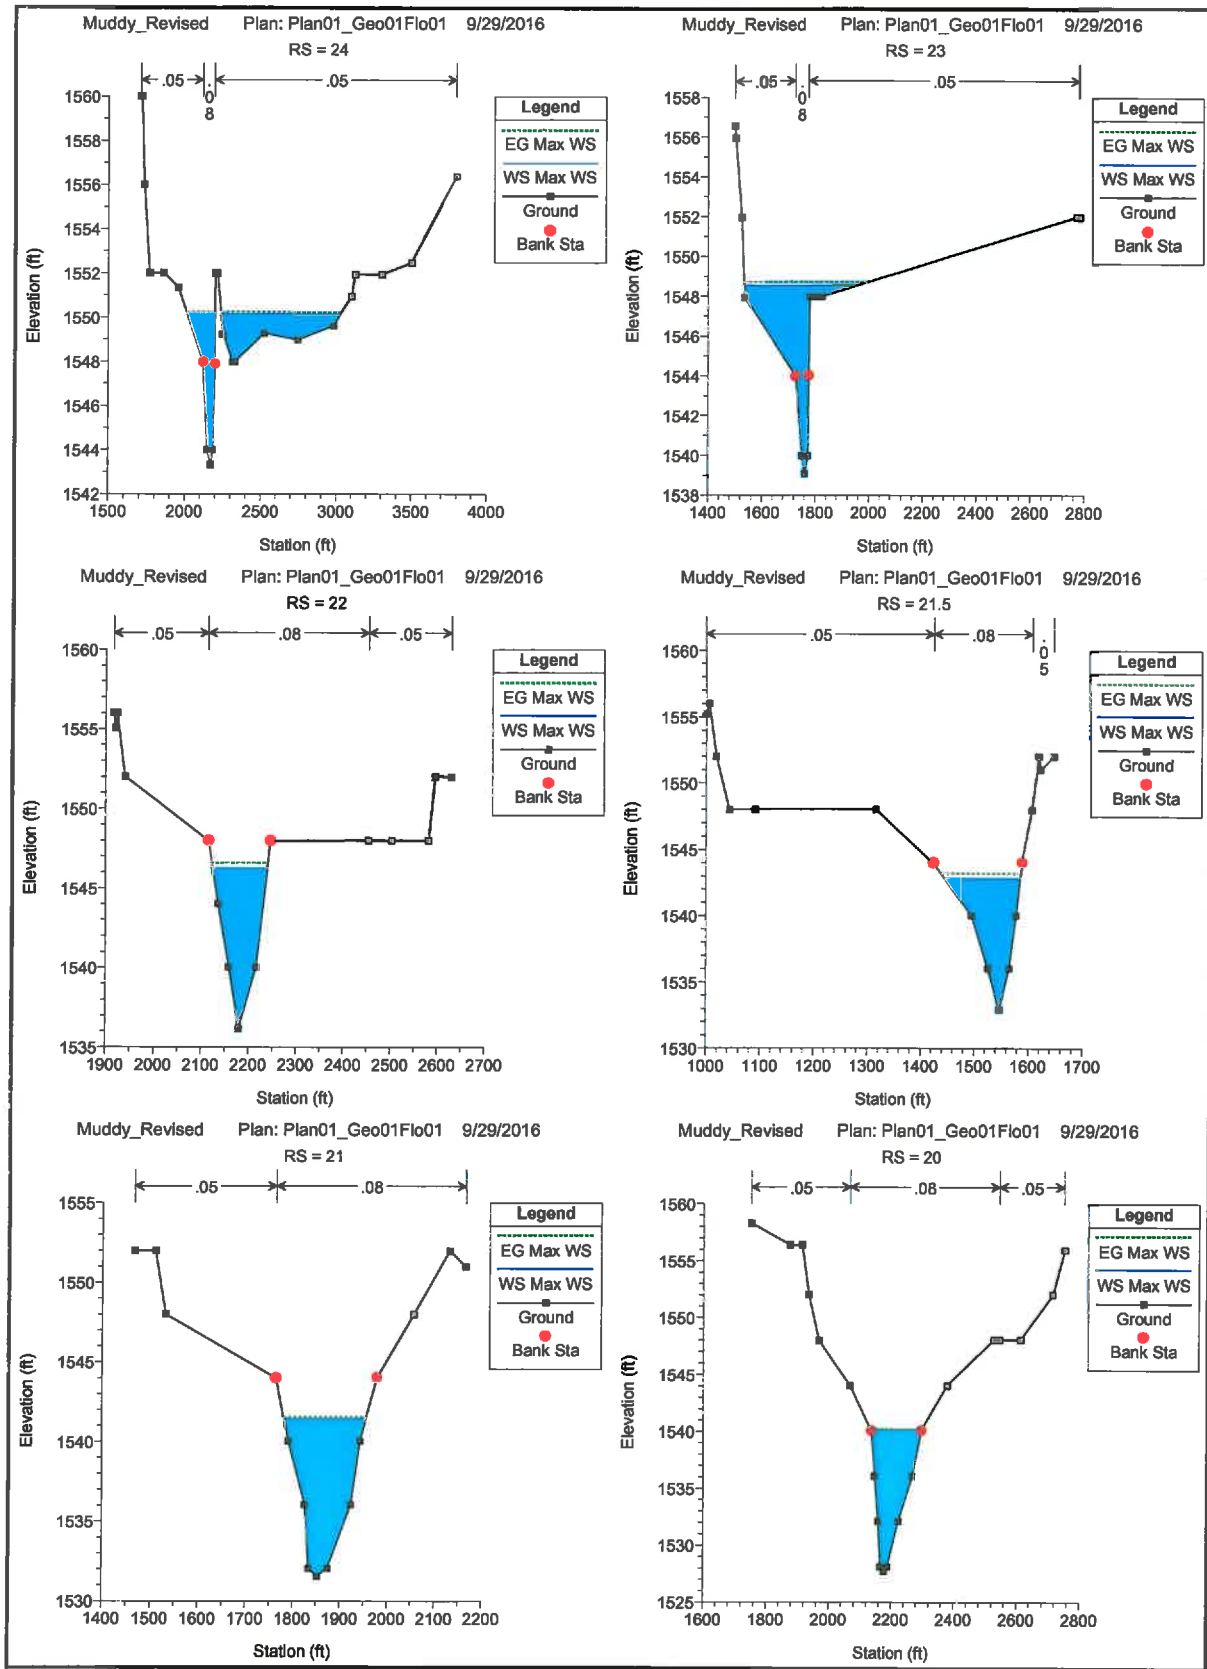 Muddy_Revised Plan: Plan01_Geo01Flo01 9/29/2016
RS = 24
.05 .08 .05
Legend
EG Max WS
WS Max WS
Ground
Bank Sta
Elevation (ft)
1560
1558
1556
1554
1552
1550
1548
1546
1544
1542
1500 2000 2500 3000 3500 4000
Station (ft)
Muddy_Revised Plan: Plan01_Geo01Flo01 9/29/2016
RS = 23
.05 .08 .05
Legend
EG Max WS
WS Max WS
Ground
Bank Sta
Elevation (ft)
1558
1556
1554
1552
1550
1548
1546
1544
1542
1540
1538
1400 1600 1800 2000 2200 2400 2600 2800
Station (ft)
Muddy_Revised Plan: Plan01_Geo01Flo01 9/29/2016
RS = 22
.05 .08 .05
Legend
EG Max WS
WS Max WS
Ground
Bank Sta
Elevation (ft)
1560
1555
1550
1545
1540
1535
1900 2000 2100 2200 2300 2400 2500 2600 2700
Station (ft)
Muddy_Revised Plan: Plan01_Geo01Flo01 9/29/2016
RS = 21.5
.05 .08 .05
Legend
EG Max WS
WS Max WS
Ground
Bank Sta
Elevation (ft)
1560
1555
1550
1545
1540
1535
1530
1000 1100 1200 1300 1400 1500 1600 1700
Station (ft)
Muddy_Revised Plan: Plan01_Geo01Flo01 9/29/2016
RS = 21
.05 .08
Legend
EG Max WS
WS Max WS
Ground
Bank Sta
Elevation (ft)
1555
1550
1545
1540
1535
1530
1400 1500 1600 1700 1800 1900 2000 2100 2200
Station (ft)
Muddy_Revised Plan: Plan01_Geo01Flo01 9/29/2016
RS = 20
.05 .08 .05
Legend
EG Max WS
WS Max WS
Ground
Bank Sta
Elevation (ft)
1560
1555
1550
1545
1540
1535
1530
1525
1600 1800 2000 2200 2400 2600 2800
Station (ft)